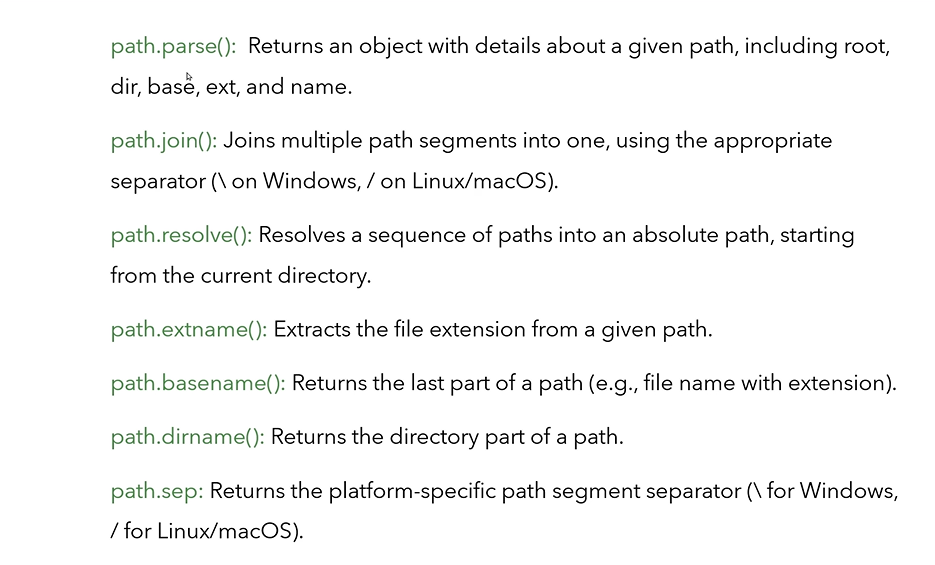 path.parse(): Returns an object with details about a given path, including root,
dir, base, ext, and name.
path.join(): Joins multiple path segments into one, using the appropriate
separator (\ on Windows, / on Linux/macOS).
path.resolve(): Resolves a sequence of paths into an absolute path, starting
from the current directory.
path.extname(): Extracts the file extension from a given path.
path.basename(): Returns the last part of a path (e.g., file name with extension).
path.dirname(): Returns the directory part of a path.
path.sep: Returns the platform-specific path segment separator (\ for Windows,
/ for Linux/macOS).